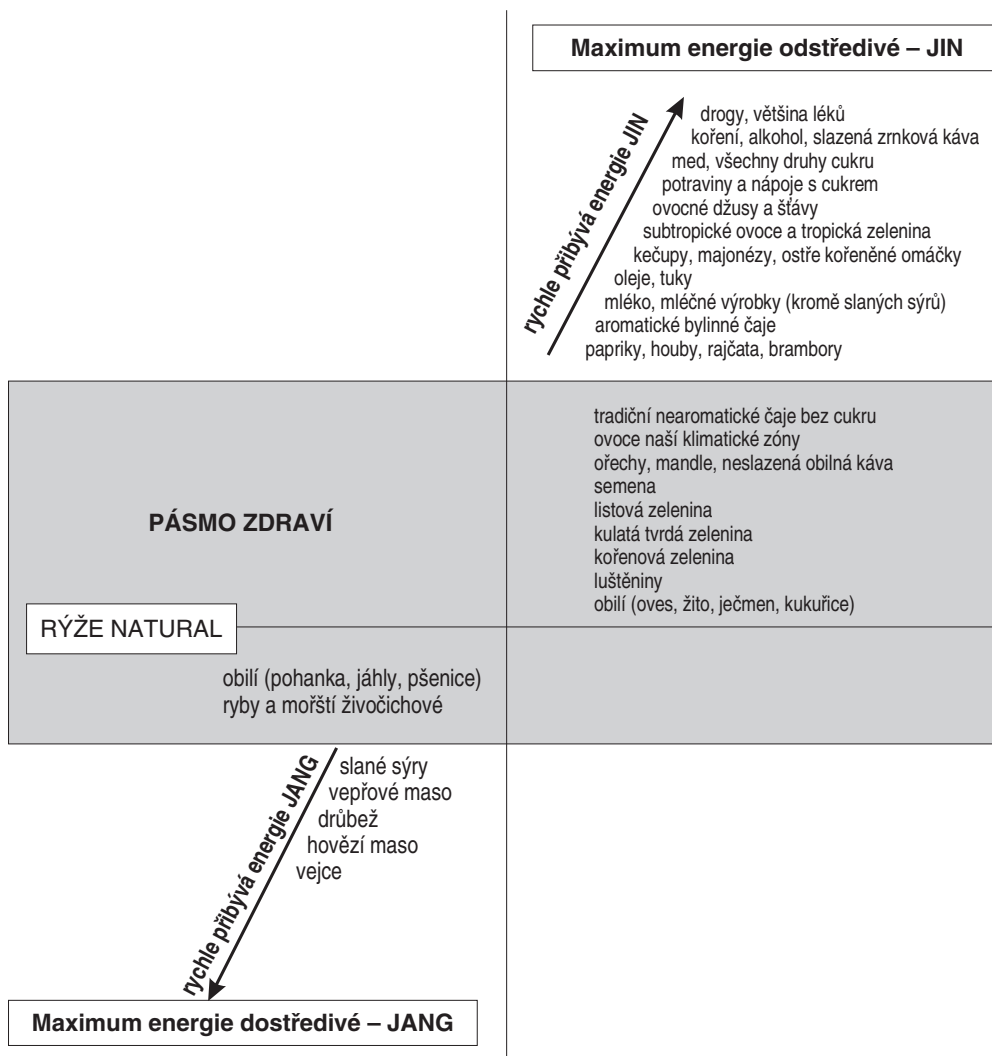 Maximum energie odstředivé – JIN
rychle přibývá energie JIN
drogy, většina léků
koření, alkohol, slazená zrnková káva
med, všechny druhy cukru
potraviny a nápoje s cukrem
ovocné džusy a šťávy
subtropické ovoce a tropická zelenina
kečupy, majonézy, ostře kořeněné omáčky
oleje, tuky
mléko, mléčné výrobky (kromě slaných sýrů)
aromatické bylinné čaje
papriky, houby, rajčata, brambory
tradiční nearomatické čaje bez cukru
ovoce naší klimatické zóny
ořechy, mandle, neslazená obilná káva
semena
listová zelenina
kulatá tvrdá zelenina
kořenová zelenina
luštěniny
obilí (oves, žito, ječmen, kukuřice)
PÁSMO ZDRAVÍ
RÝŽE NATURAL
obilí (pohanka, jáhly, pšenice)
ryby a mořští živočichové
rychle přibývá energie JANG
slané sýry
vepřové maso
drůbež
hovězí maso
vejce
Maximum energie dostředivé – JANG